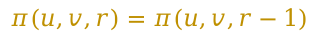 π(u, v, r) = π(u, v, r − 1)